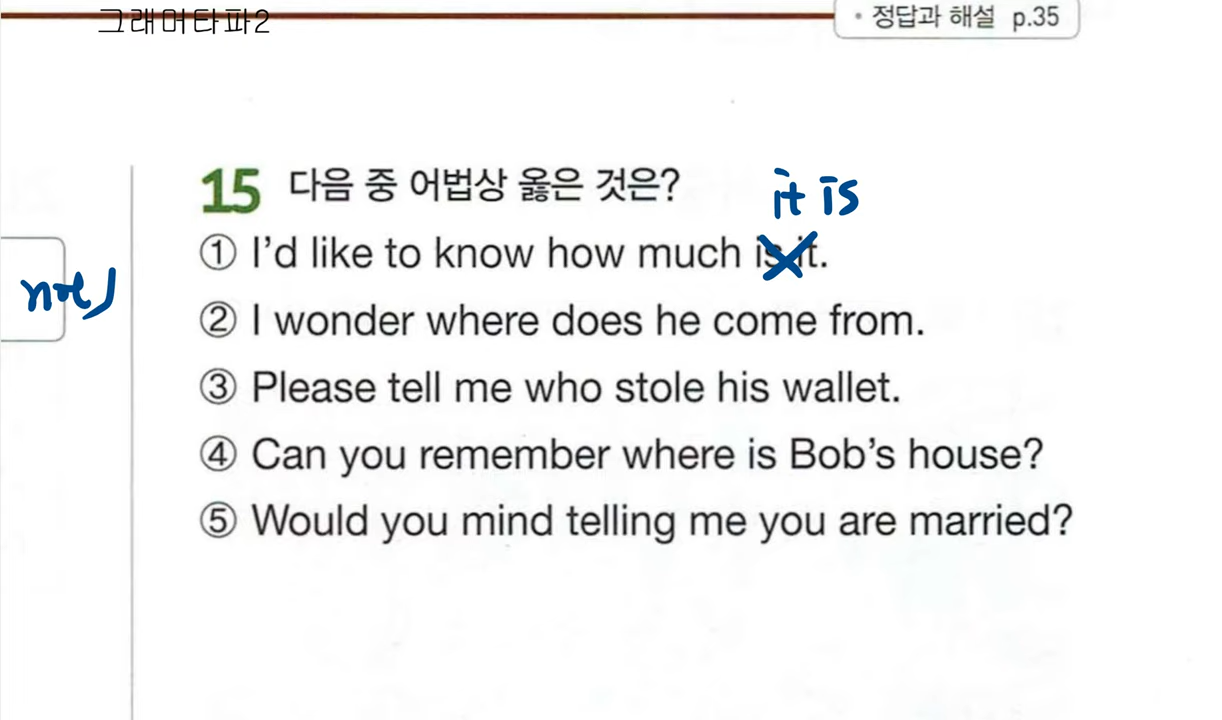 그래머타파2
• 정답과 해설 p.35
15 다음 중 어법상 옳은 것은?
it is
① I'd like to know how much is it.
② I wonder where does he come from.
③ Please tell me who stole his wallet.
④ Can you remember where is Bob's house?
⑤ Would you mind telling me you are married?